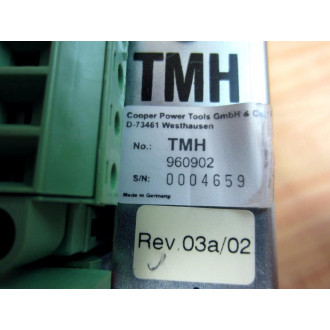 TMH
Cooper Power Tools GmbH & Co.
D-73461 Westhausen
No.: TMH
960902
S/N: 0004659
Made in Germany
Rev.03a/02